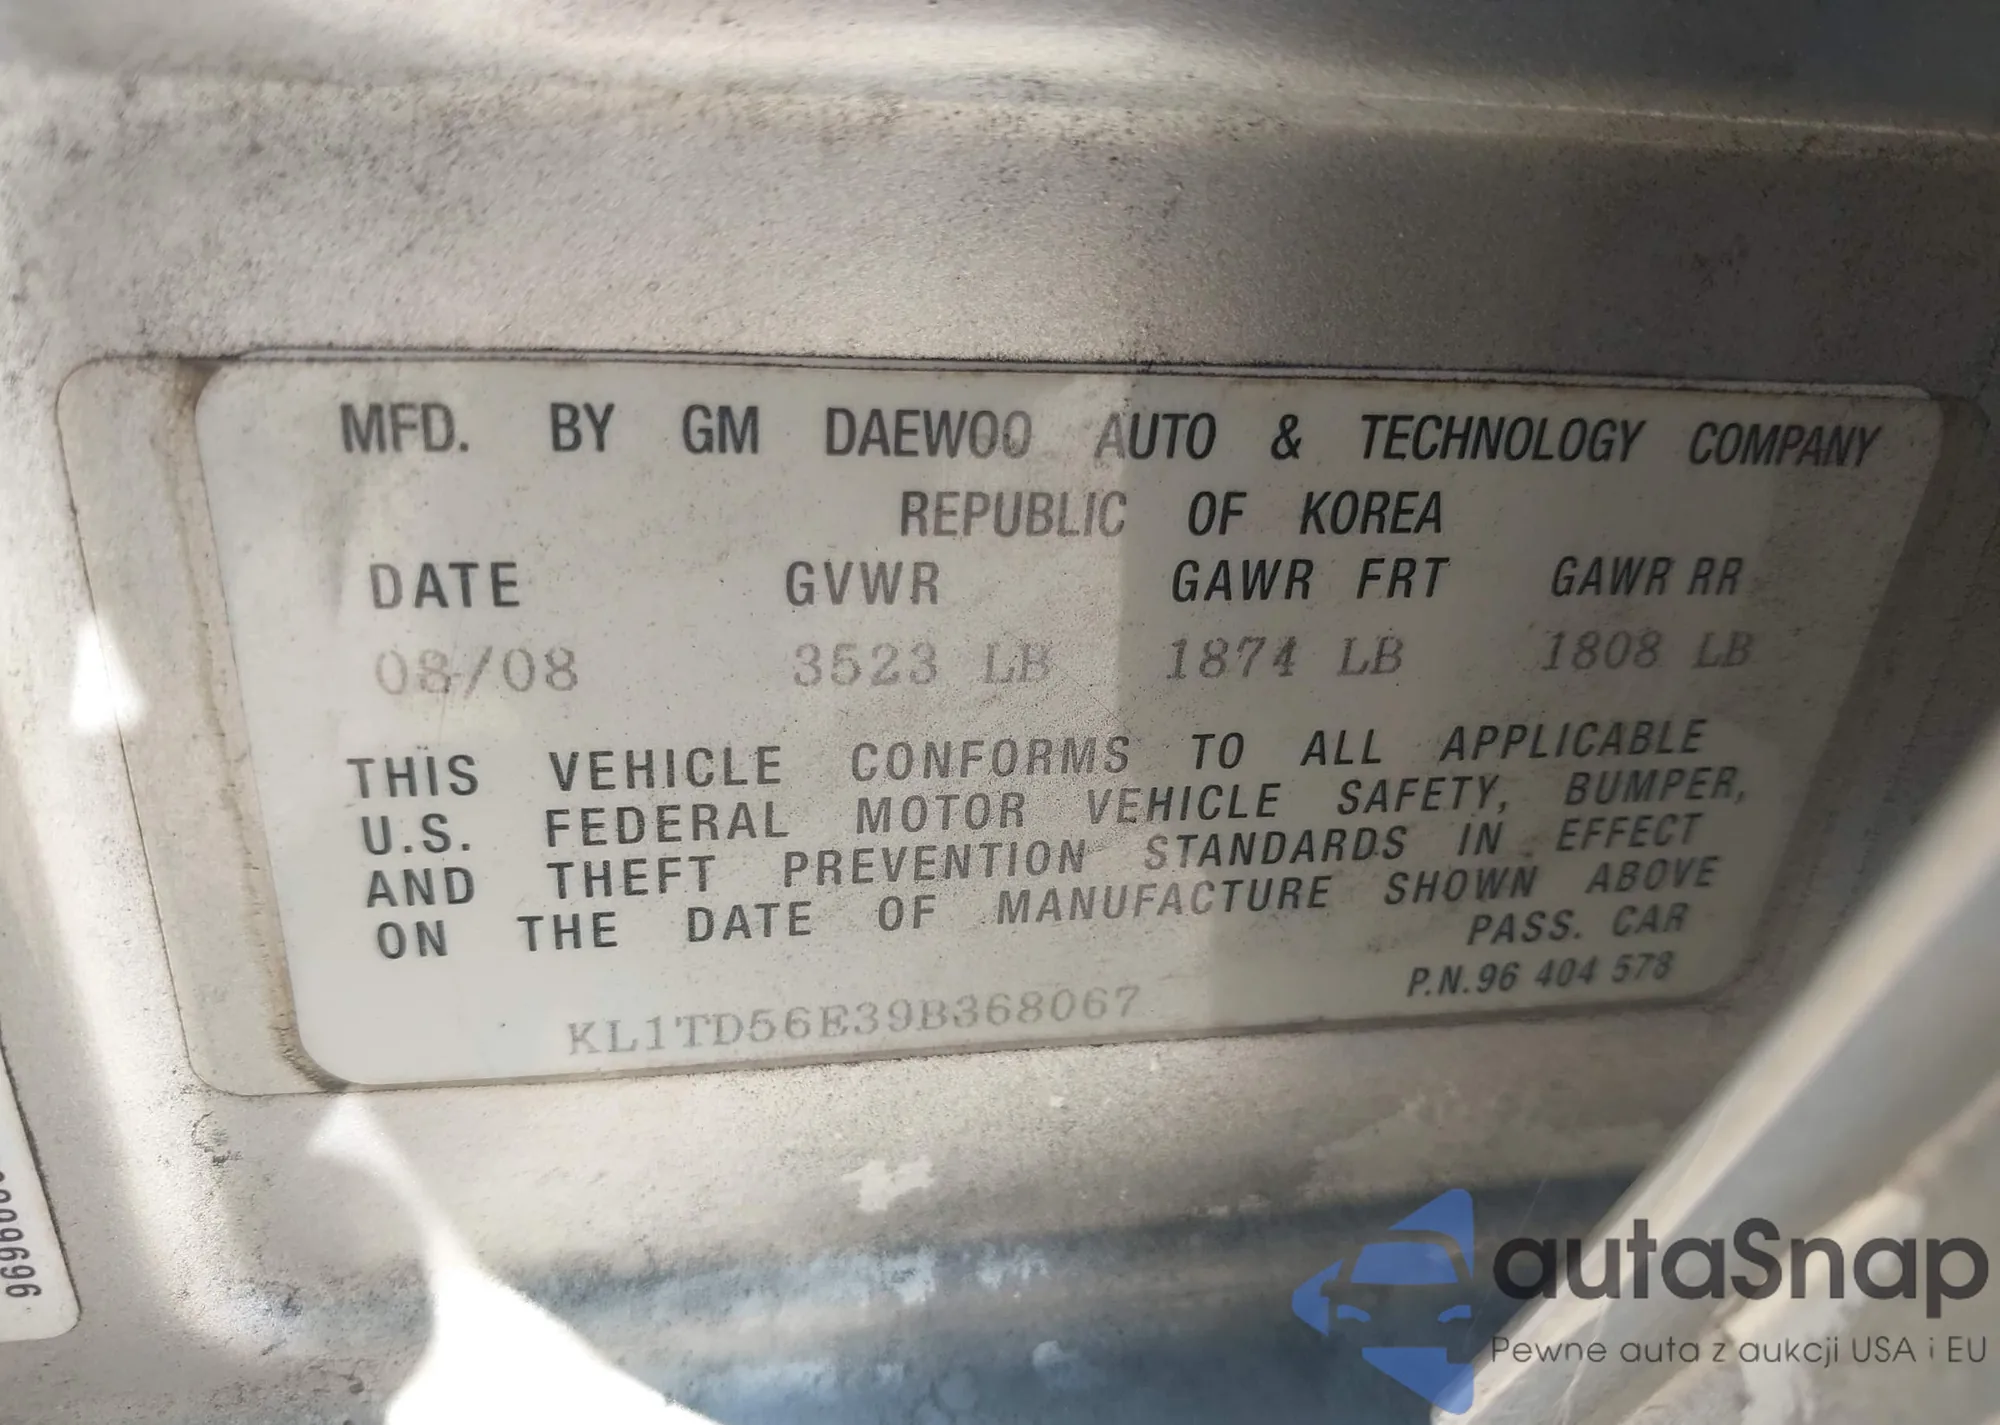 MFD. BY GM DAEWOO AUTO & TECHNOLOGY COMPANY
REPUBLIC OF KOREA
DATE GVWR GAWR FRT GAWR RR
08/08 3523 LB 1874 LB 1808 LB
THIS VEHICLE CONFORMS TO ALL APPLICABLE
U.S. FEDERAL MOTOR VEHICLE SAFETY, BUMPER,
AND THEFT PREVENTION STANDARDS IN EFFECT
ON THE DATE OF MANUFACTURE SHOWN ABOVE
PASS. CAR
P.N.96 404 578
KL1TD56E39B368067
autaSnap
Pewne auta z aukcji USA i EU